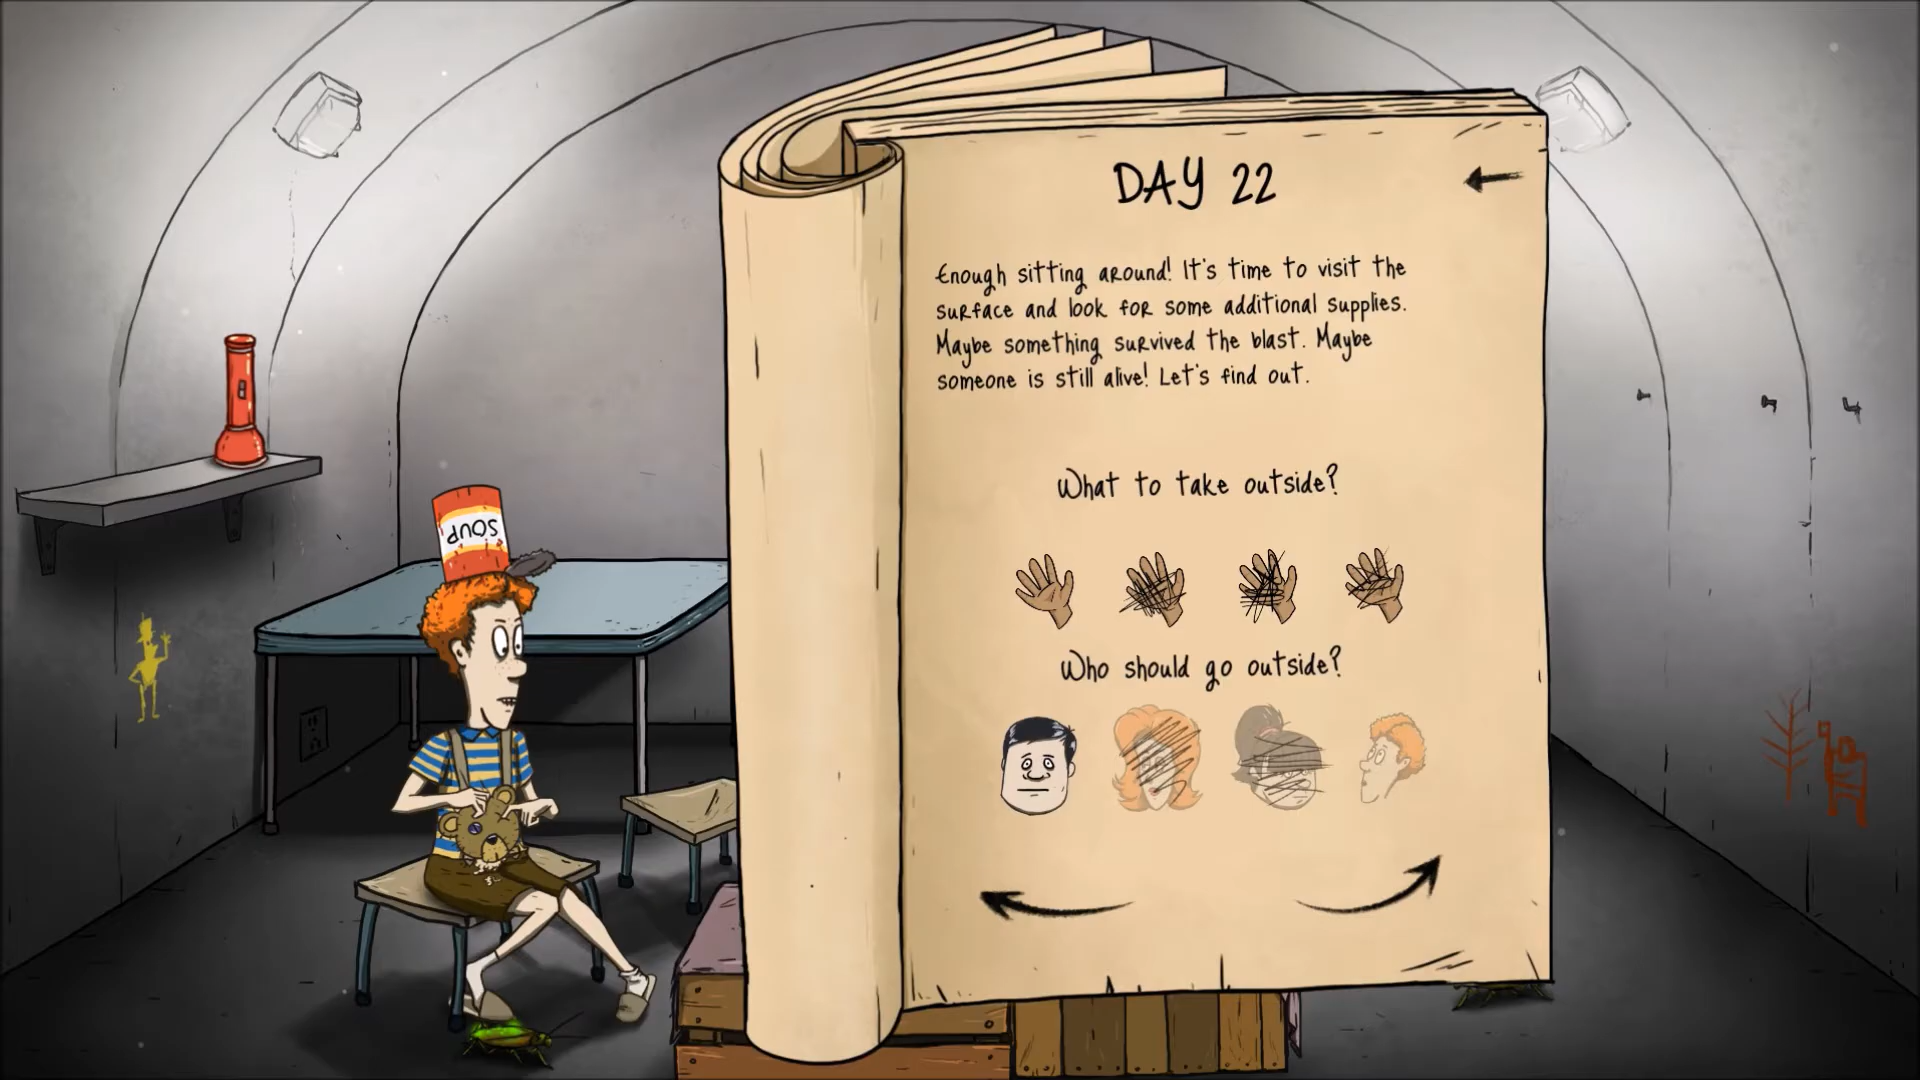 DAY 22
Enough sitting around! It's time to visit the
surface and look for some additional supplies.
Maybe something survived the blast. Maybe
someone is still alive! Let's find out.
What to take outside?
Who should go outside?
SOUP